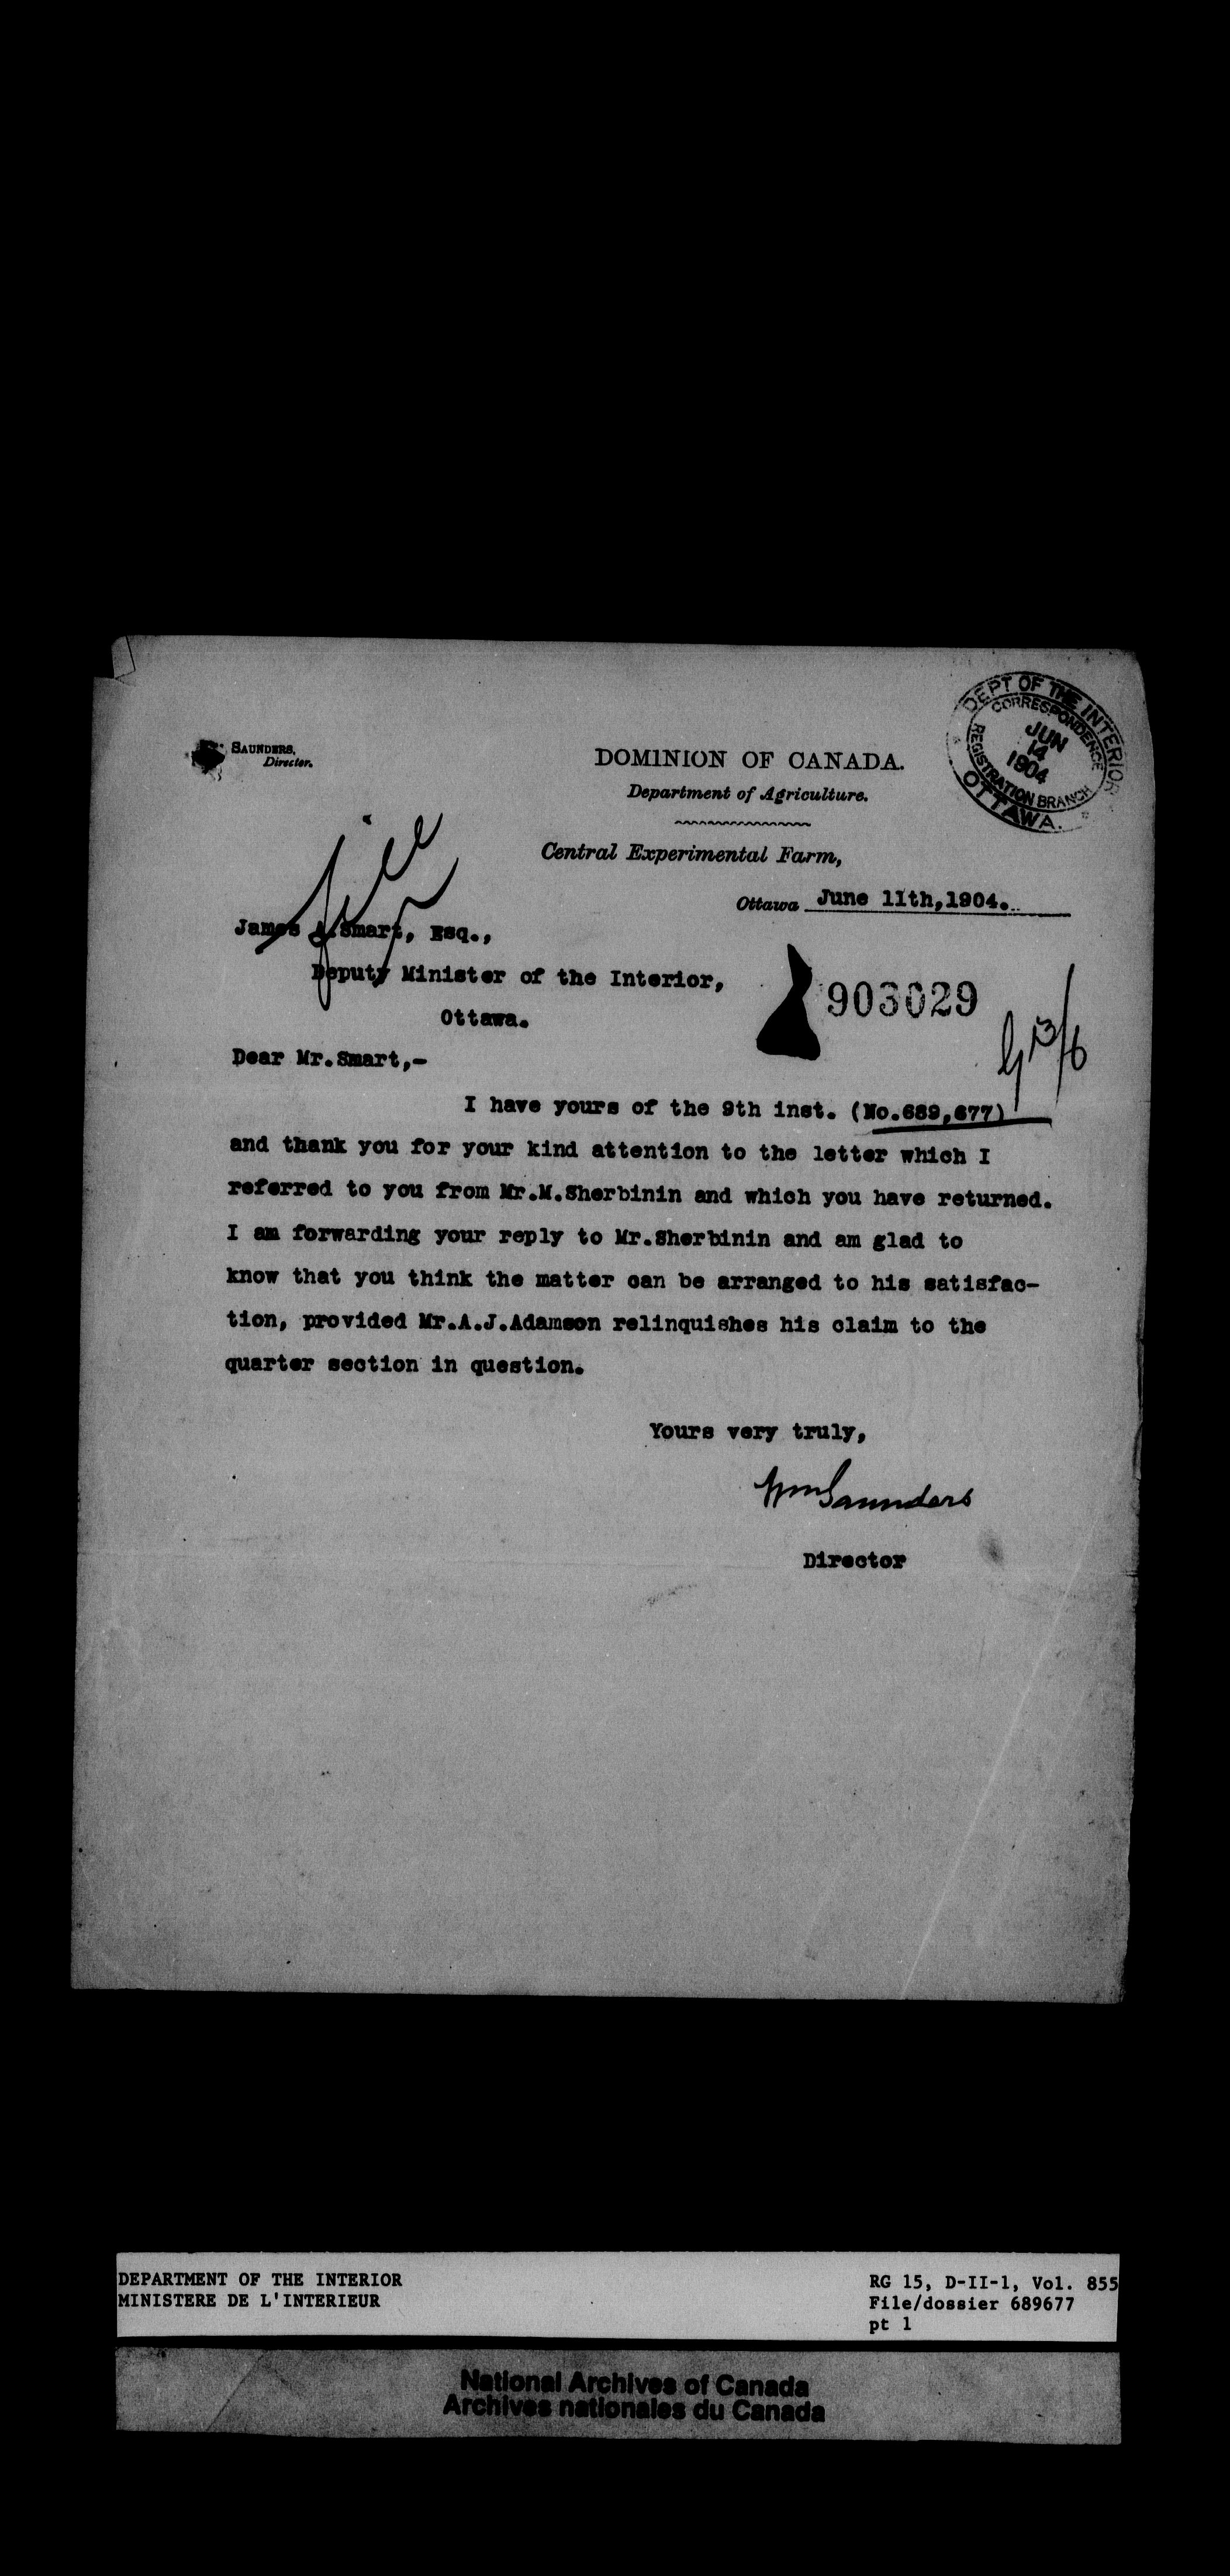 SAUNDERS,
Director.
DOMINION OF CANADA.
Department of Agriculture.
Central Experimental Farm,
DEPT OF THE INTERIOR
CORRESPONDENCE
JUN
14
1904
REGISTRATION BRANCH
OTTAWA.
Ottawa June 11th,1904.
James A.Smart, Esq.,
Deputy Minister of the Interior,
Ottawa.
903029
Dear Mr.Smart,-
I have yours of the 9th inst. (No.689,677)
and thank you for your kind attention to the letter which I
referred to you from Mr.M.Sherbinin and which you have returned.
I am forwarding your reply to Mr.Sherbinin and am glad to
know that you think the matter can be arranged to his satisfac-
tion, provided Mr.A.J.Adamson relinquishes his claim to the
quarter section in question.
Yours very truly,
Wm Saunders
Director
DEPARTMENT OF THE INTERIOR
MINISTERE DE L'INTERIEUR
RG 15, D-II-1, Vol. 855
File/dossier 689677
pt 1
National Archives of Canada
Archives nationales du Canada